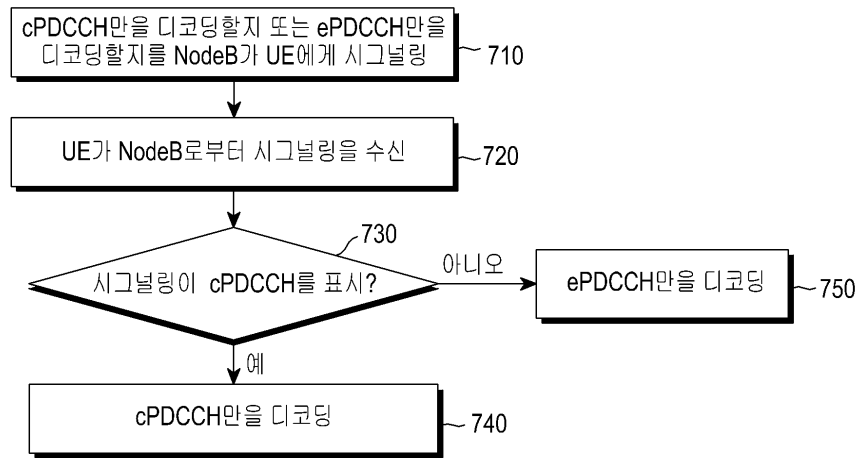 cPDCCH만을 디코딩할지 또는 ePDCCH만을
디코딩할지를 NodeB가 UE에게 시그널링
710
UE가 NodeB로부터 시그널링을 수신
720
730
시그널링이 cPDCCH를 표시?
아니오
ePDCCH만을 디코딩
750
예
cPDCCH만을 디코딩
740